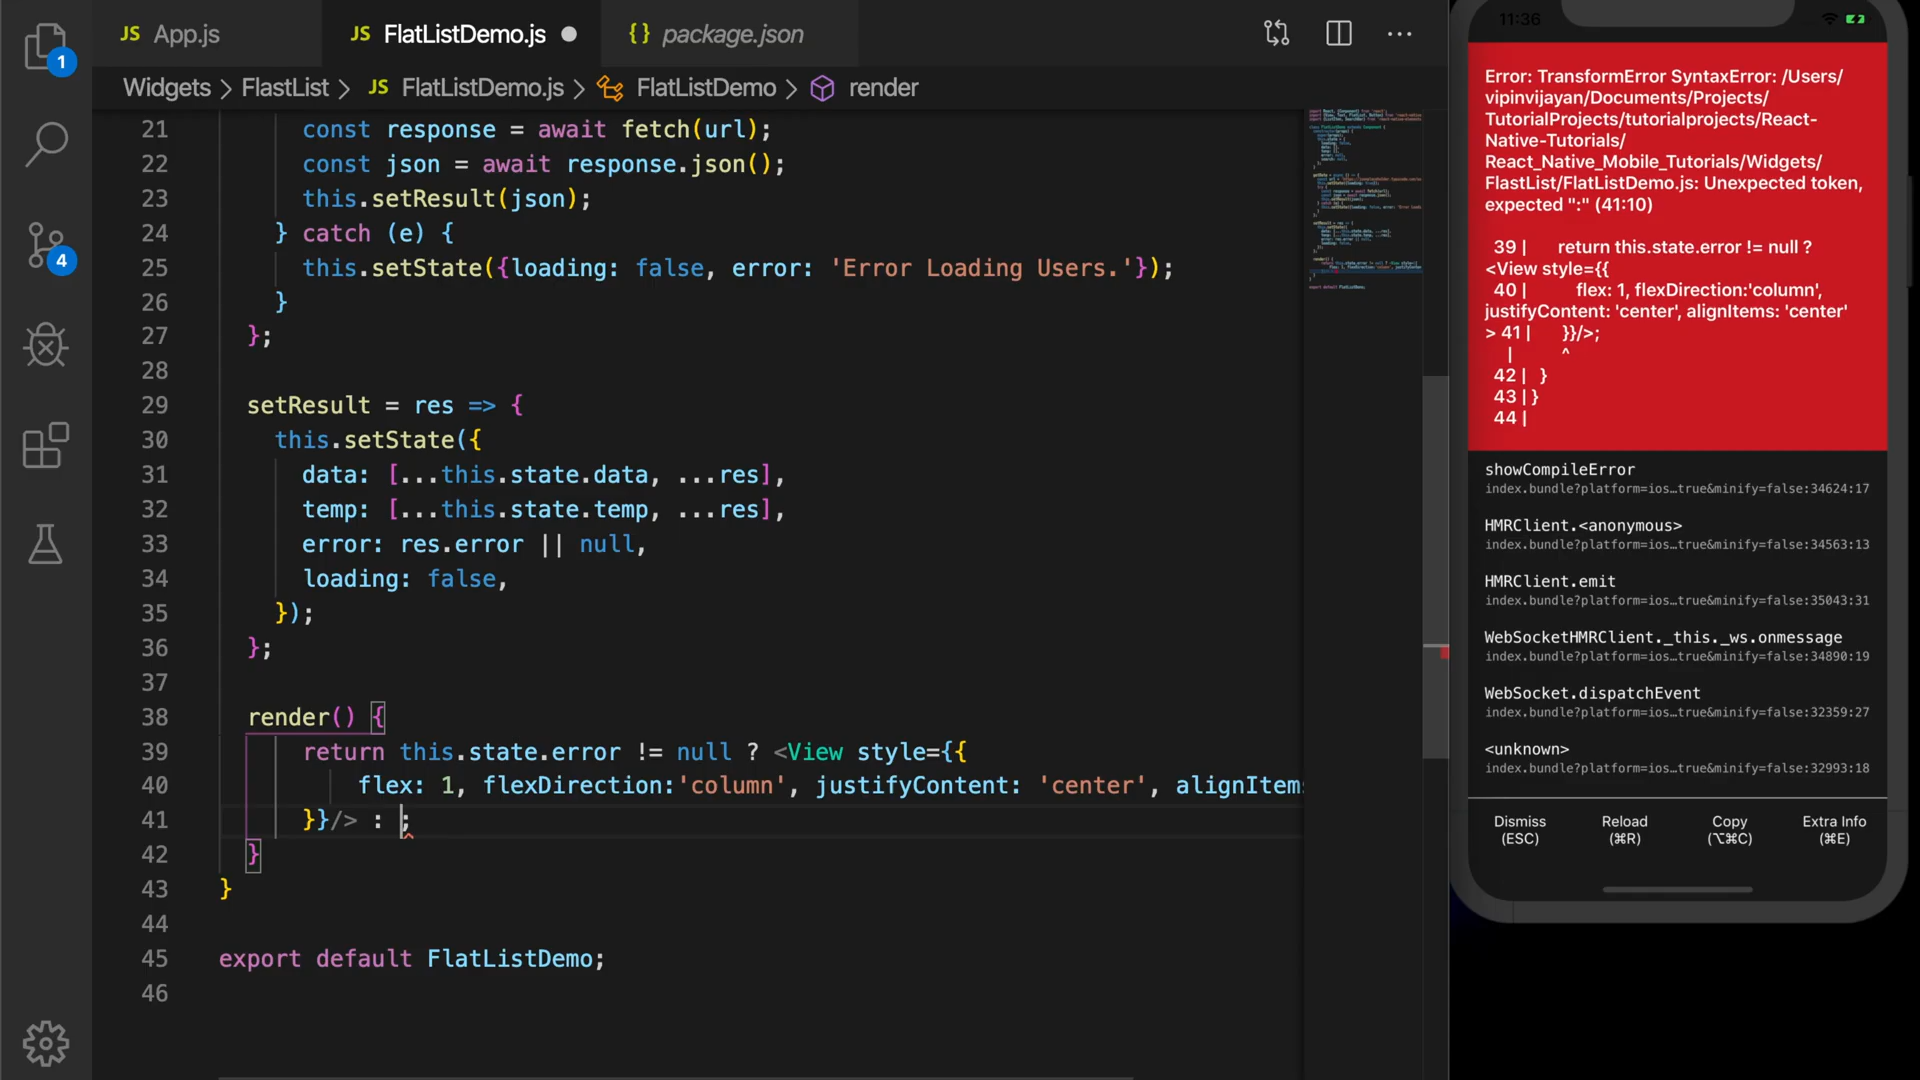 JS App.js
JS FlatListDemo.js
{} package.json
Widgets > FlastList > JS FlatListDemo.js > FlatListDemo > render
1
4
21 const response = await fetch(url);
22 const json = await response.json();
23 this.setResult(json);
24 } catch (e) {
25 this.setState({loading: false, error: 'Error Loading Users.'});
26 }
27 };
28
29 setResult = res => {
30 this.setState({
31 data: [...this.state.data, ...res],
32 temp: [...this.state.temp, ...res],
33 error: res.error || null,
34 loading: false,
35 });
36 };
37
38 render() {
39 return this.state.error != null ? <View style={{
40 flex: 1, flexDirection:'column', justifyContent: 'center', alignItems
41 }}/> : ;
42 }
43 }
44
45 export default FlatListDemo;
46
11:36
Error: TransformError SyntaxError: /Users/
vipinvijayan/Documents/Projects/
TutorialProjects/tutorialprojects/React-
Native-Tutorials/
React_Native_Mobile_Tutorials/Widgets/
FlastList/FlatListDemo.js: Unexpected token,
expected ":" (41:10)
39 | return this.state.error != null ?
<View style={{
40 | flex: 1, flexDirection:'column',
justifyContent: 'center', alignItems: 'center'
> 41 | }}/>;
| ^
42 | }
43 | }
44 |
showCompileError
index.bundle?platform=ios…true&minify=false:34624:17
HMRClient.<anonymous>
index.bundle?platform=ios…true&minify=false:34563:13
HMRClient.emit
index.bundle?platform=ios…true&minify=false:35043:31
WebSocketHMRClient._this._ws.onmessage
index.bundle?platform=ios…true&minify=false:34890:19
WebSocket.dispatchEvent
index.bundle?platform=ios…true&minify=false:32359:27
<unknown>
index.bundle?platform=ios…true&minify=false:32993:18
Dismiss Reload Copy Extra Info
(ESC) (⌘R) (⌥⌘C) (⌘E)